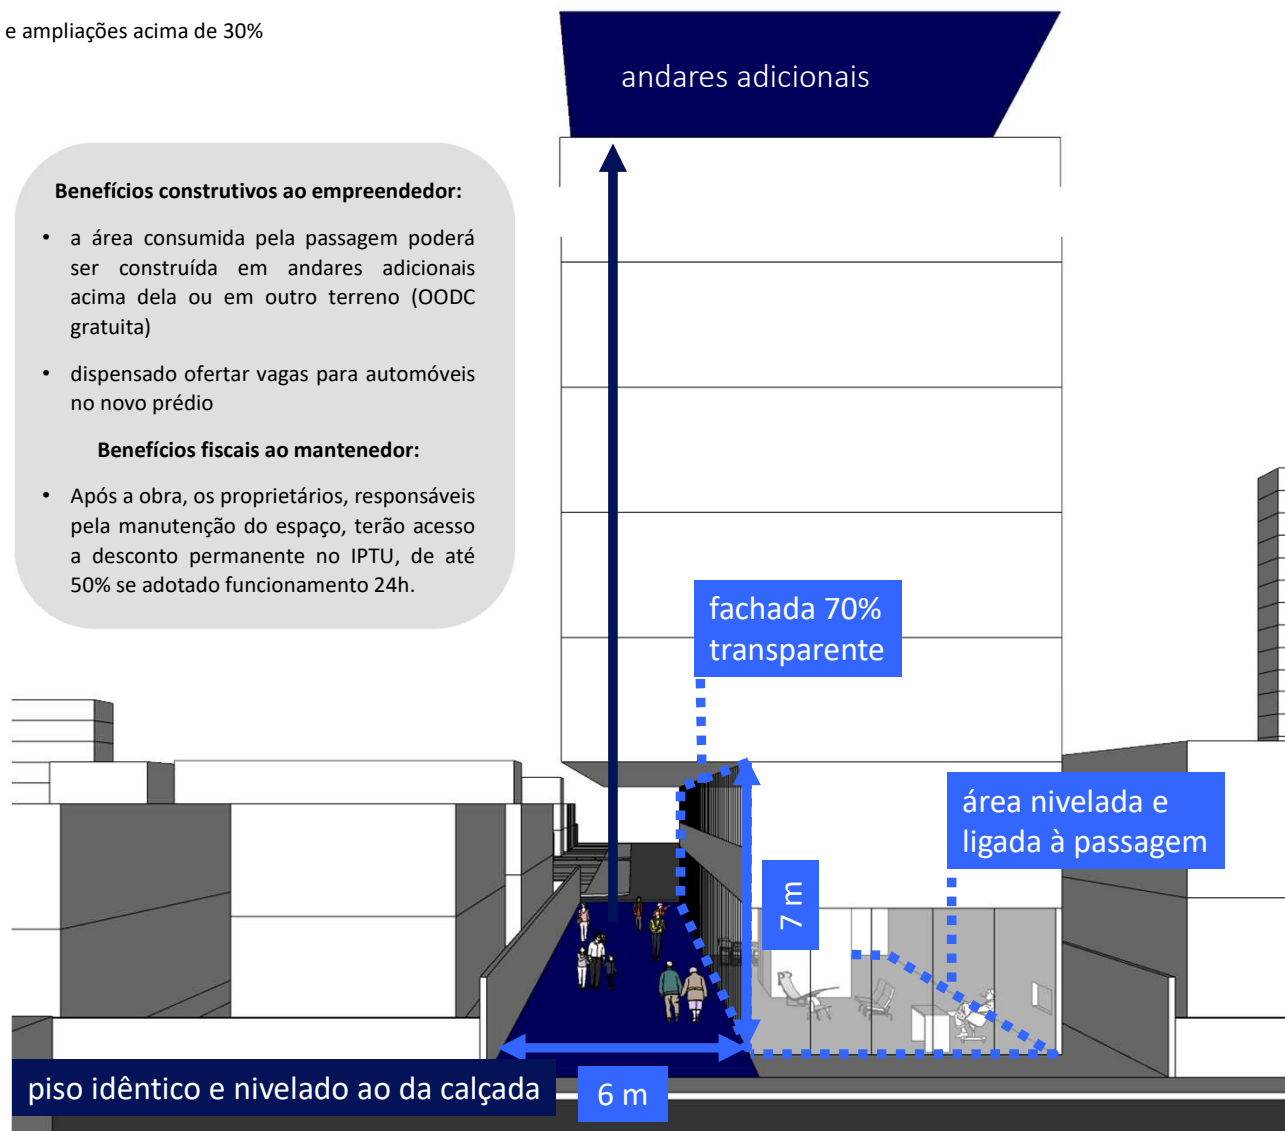 e ampliações acima de 30%
andares adicionais
Benefícios construtivos ao empreendedor:
• a área consumida pela passagem poderá
ser construída em andares adicionais
acima dela ou em outro terreno (OODC
gratuita)
• dispensado ofertar vagas para automóveis
no novo prédio
Benefícios fiscais ao mantenedor:
• Após a obra, os proprietários, responsáveis
pela manutenção do espaço, terão acesso
a desconto permanente no IPTU, de até
50% se adotado funcionamento 24h.
fachada 70%
transparente
área nivelada e
ligada à passagem
7 m
piso idêntico e nivelado ao da calçada
6 m